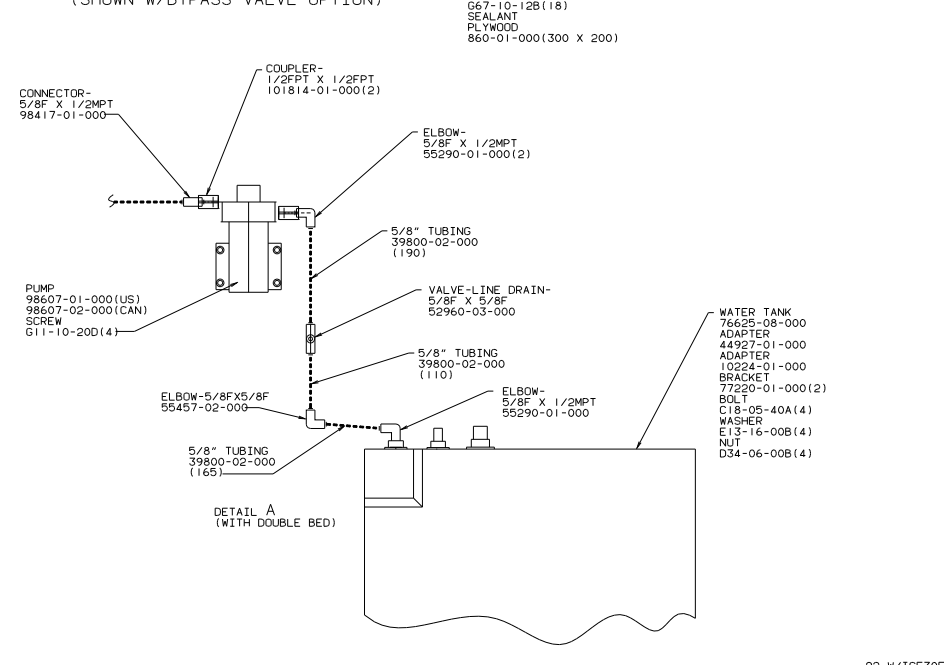 (SHOWN W/BYPASS VALVE OPTION)
G67-10-12B(18)
SEALANT
PLYWOOD
860-01-000(300 X 200)
COUPLER-
1/2FPT X 1/2FPT
101814-01-000(2)
CONNECTOR-
5/8F X 1/2MPT
98417-01-000
ELBOW-
5/8F X 1/2MPT
55290-01-000(2)
5/8" TUBING
39800-02-000
(190)
PUMP
98607-01-000(US)
98607-02-000(CAN)
SCREW
G11-10-20D(4)
VALVE-LINE DRAIN-
5/8F X 5/8F
52960-03-000
WATER TANK
76625-08-000
ADAPTER
44927-01-000
ADAPTER
10224-01-000
BRACKET
77220-01-000(2)
BOLT
C18-05-40A(4)
WASHER
E13-16-00B(4)
NUT
D34-06-00B(4)
5/8" TUBING
39800-02-000
(110)
ELBOW-5/8FX5/8F
55457-02-000
ELBOW-
5/8F X 1/2MPT
55290-01-000
5/8" TUBING
39800-02-000
(165)
DETAIL A
(WITH DOUBLE BED)